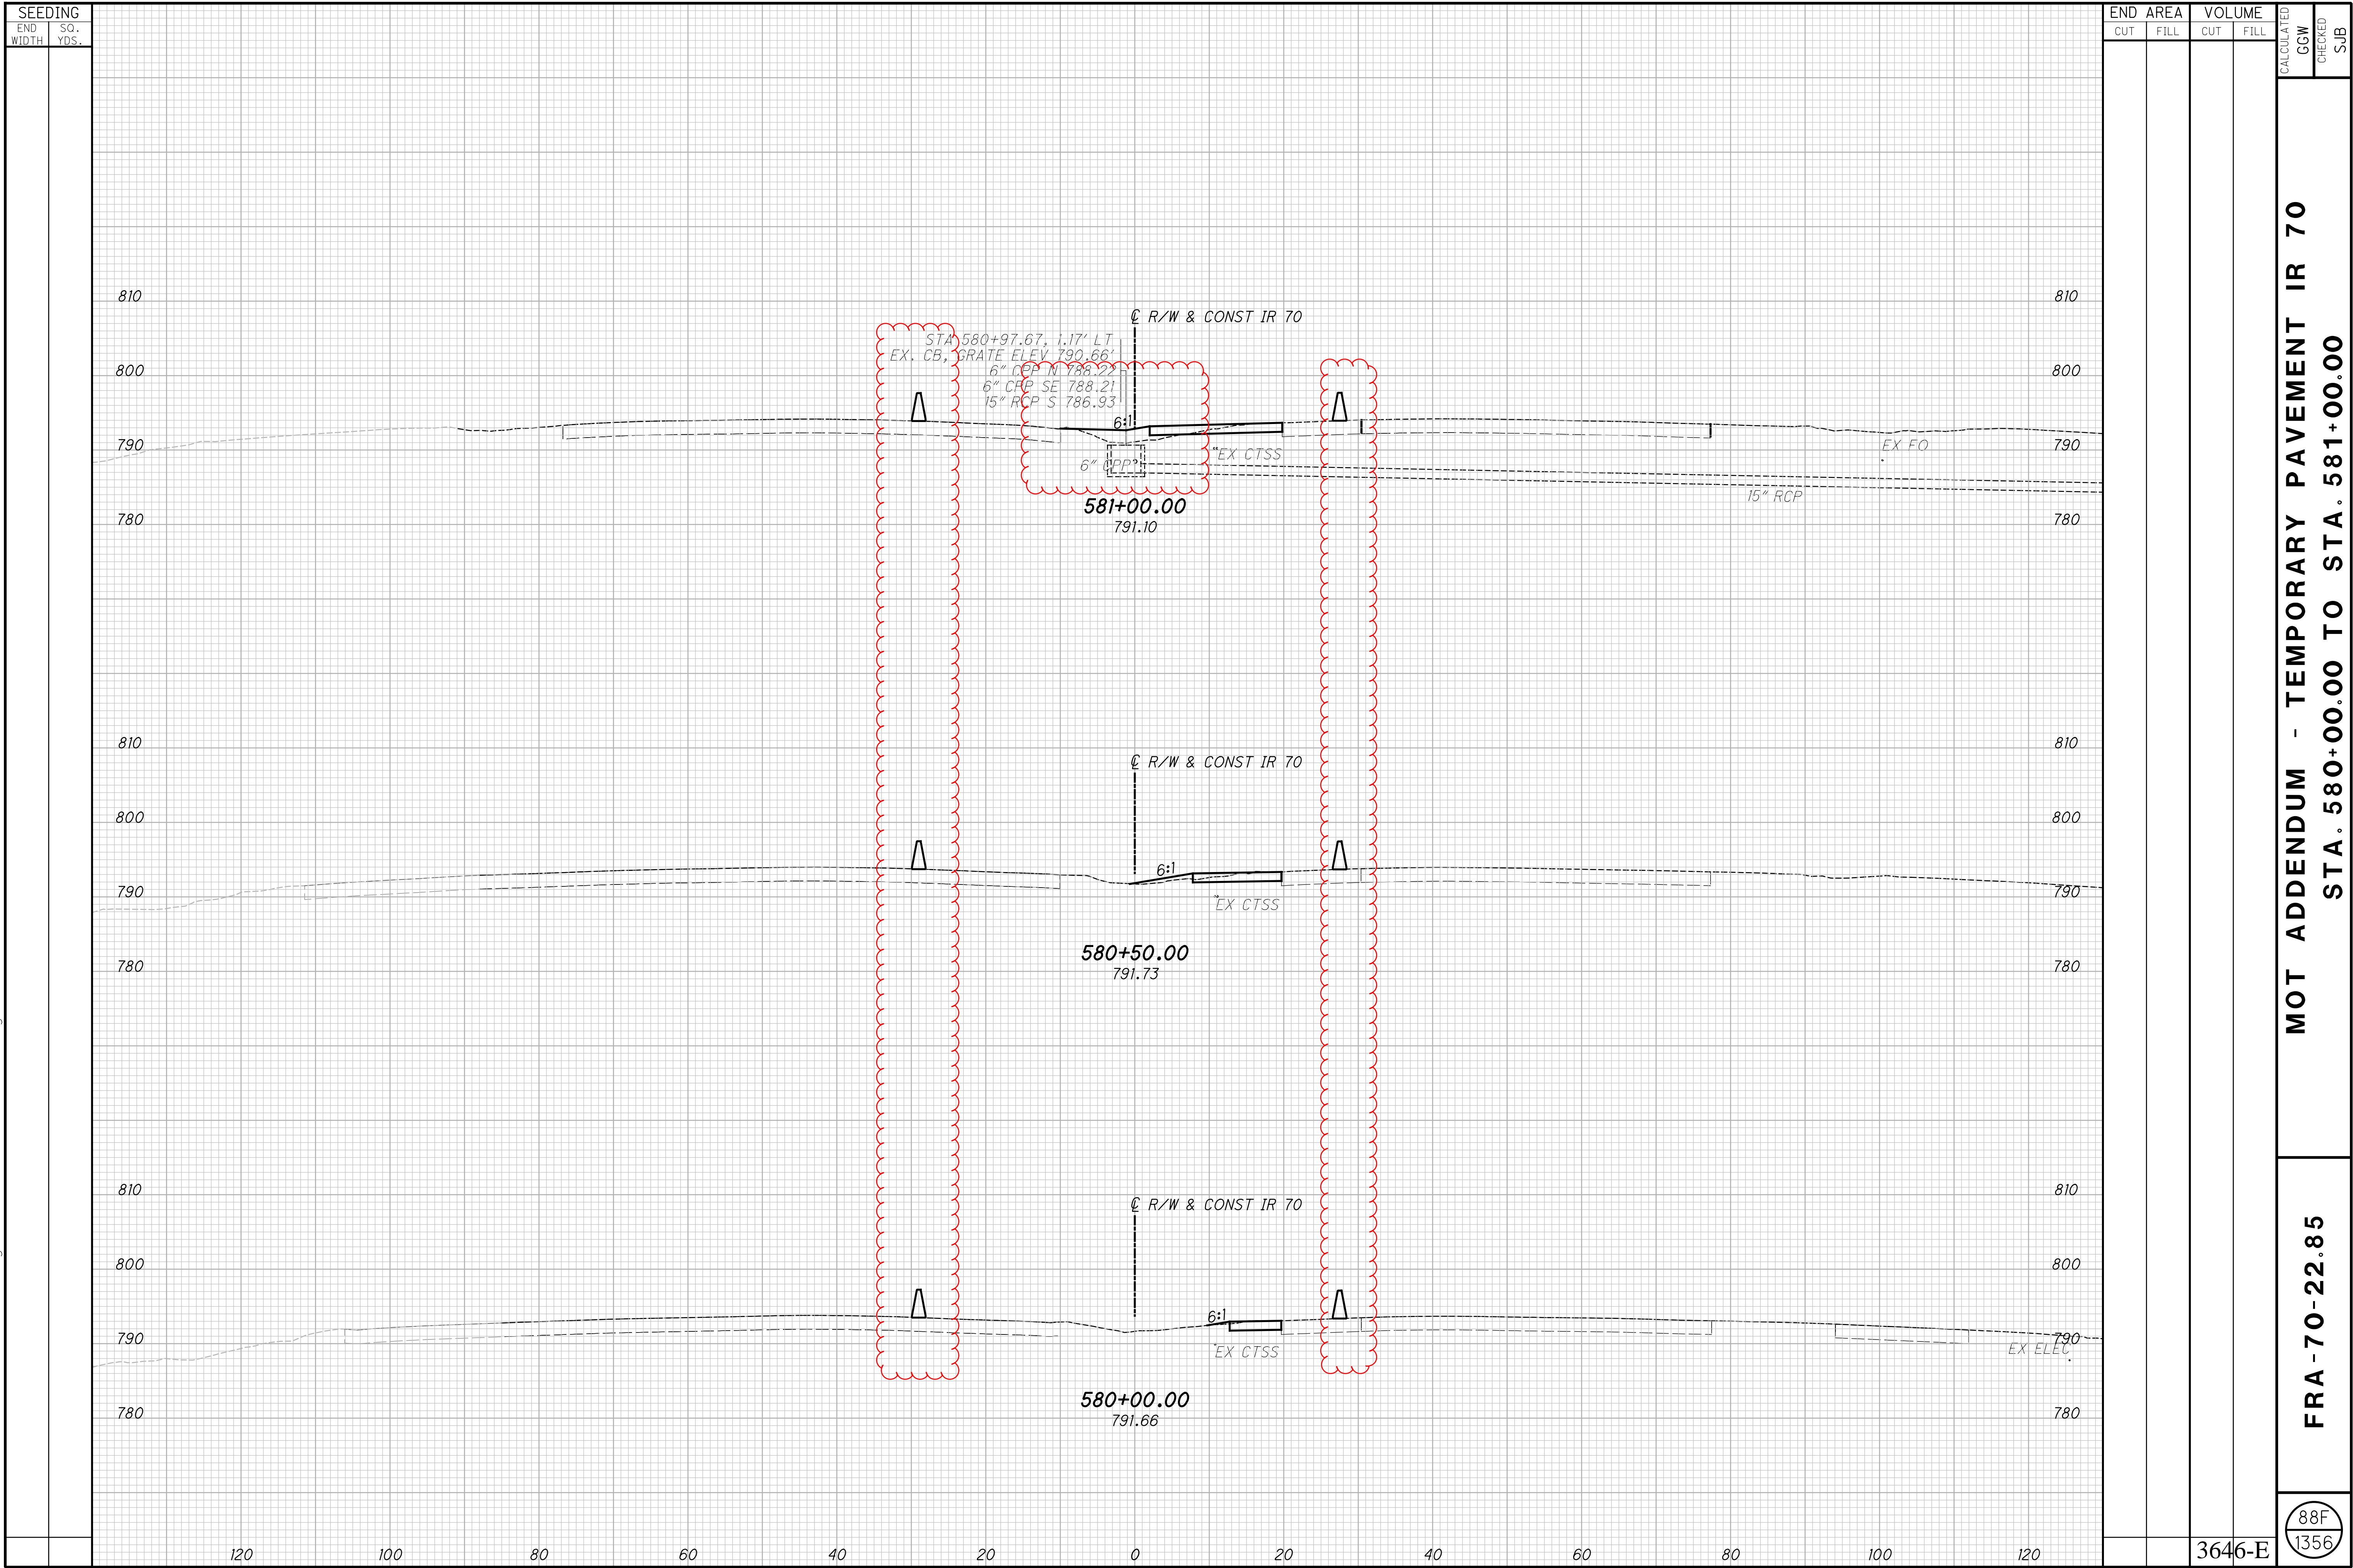 SEEDING
END WIDTH
SQ. YDS.
END AREA
VOLUME
CUT
FILL
CUT
FILL
CALCULATED
GGW
CHECKED
SJB
MOT ADDENDUM - TEMPORARY PAVEMENT IR 70
STA. 580+00.00 TO STA. 581+00.00
FRA-70-22.85
88F
1356
3646-E
810
810
℄ R/W & CONST IR 70
STA 580+97.67, 1.17' LT
EX. CB, GRATE ELEV 790.66'
6" CPP N 788.22
6" CPP SE 788.21
15" RCP S 786.93
800
800
6:1
790
790
EX FO
EX CTSS
6" CPP
15" RCP
581+00.00
791.10
780
780
810
810
℄ R/W & CONST IR 70
800
800
6:1
790
790
EX CTSS
580+50.00
791.73
780
780
810
810
℄ R/W & CONST IR 70
800
800
6:1
790
790
EX CTSS
EX ELEC
580+00.00
791.66
780
780
120 100 80 60 40 20 0 20 40 60 80 100 120